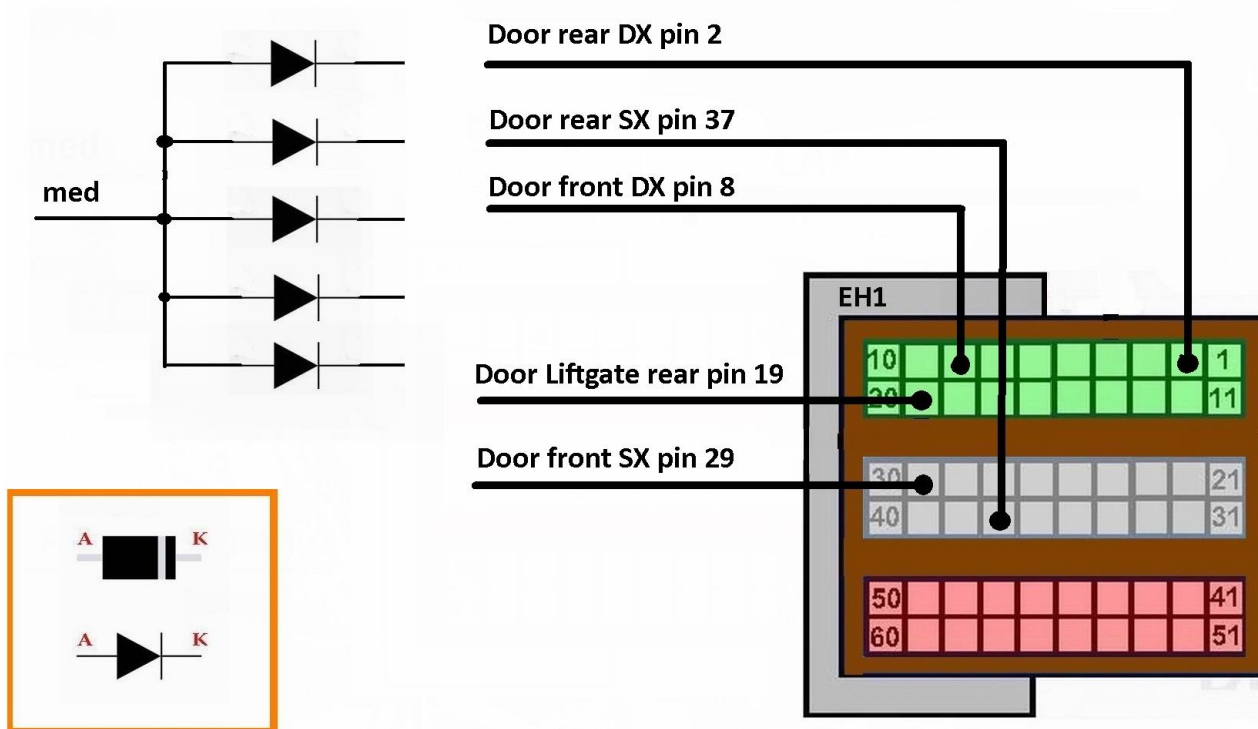 Door rear DX pin 2
Door rear SX pin 37
med
Door front DX pin 8
EH1
10 1
Door Liftgate rear pin 19
20 11
Door front SX pin 29
30 21
40 31
A K
50 41
60 51
A K